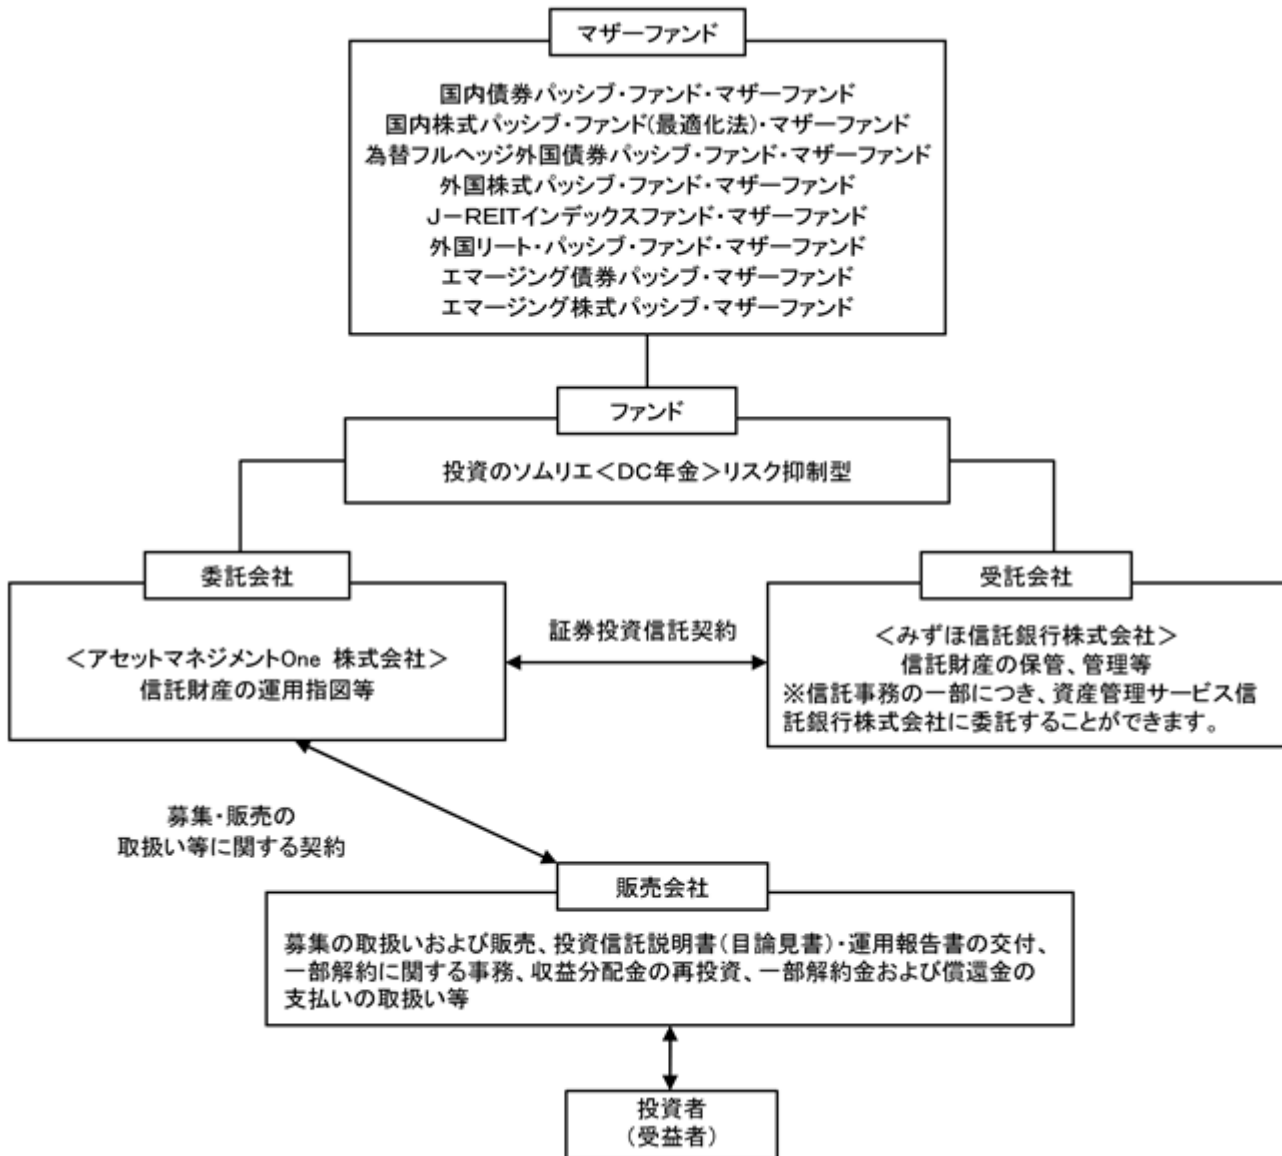 マザーファンド
国内債券パッシブ・ファンド・マザーファンド
国内株式パッシブ・ファンド(最適化法)・マザーファンド
為替フルヘッジ外国債券パッシブ・ファンド・マザーファンド
外国株式パッシブ・ファンド・マザーファンド
J－REITインデックスファンド・マザーファンド
外国リート・パッシブ・ファンド・マザーファンド
エマージング債券パッシブ・マザーファンド
エマージング株式パッシブ・マザーファンド
ファンド
投資のソムリエ＜DC年金＞リスク抑制型
委託会社
＜アセットマネジメントOne 株式会社＞
信託財産の運用指図等
証券投資信託契約
受託会社
＜みずほ信託銀行株式会社＞
信託財産の保管、管理等
※信託事務の一部につき、資産管理サービス信
託銀行株式会社に委託することができます。
募集・販売の
取扱い等に関する契約
販売会社
募集の取扱いおよび販売、投資信託説明書（目論見書）・運用報告書の交付、
一部解約に関する事務、収益分配金の再投資、一部解約金および償還金の
支払いの取扱い等
投資者
（受益者）